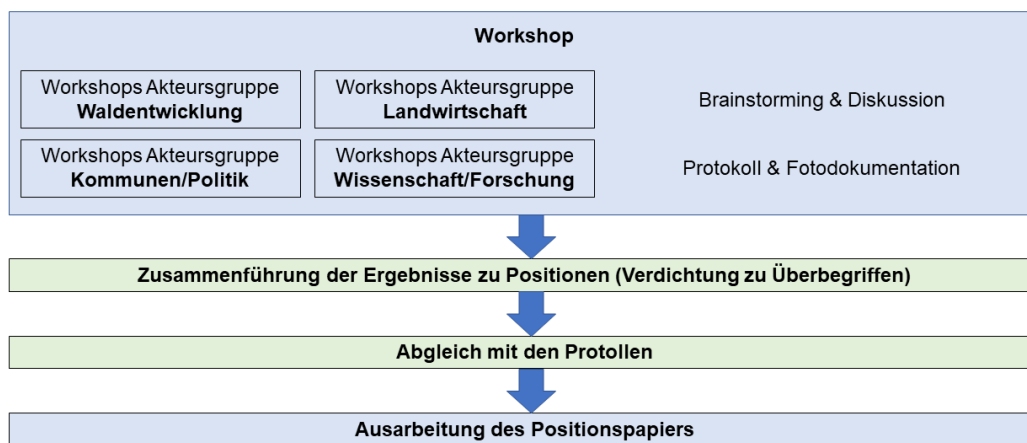 Workshop
Workshops Akteursgruppe
Waldentwicklung
Workshops Akteursgruppe
Landwirtschaft
Brainstorming & Diskussion
Workshops Akteursgruppe
Kommunen/Politik
Workshops Akteursgruppe
Wissenschaft/Forschung
Protokoll & Fotodokumentation
Zusammenführung der Ergebnisse zu Positionen (Verdichtung zu Überbegriffen)
Abgleich mit den Protollen
Ausarbeitung des Positionspapiers